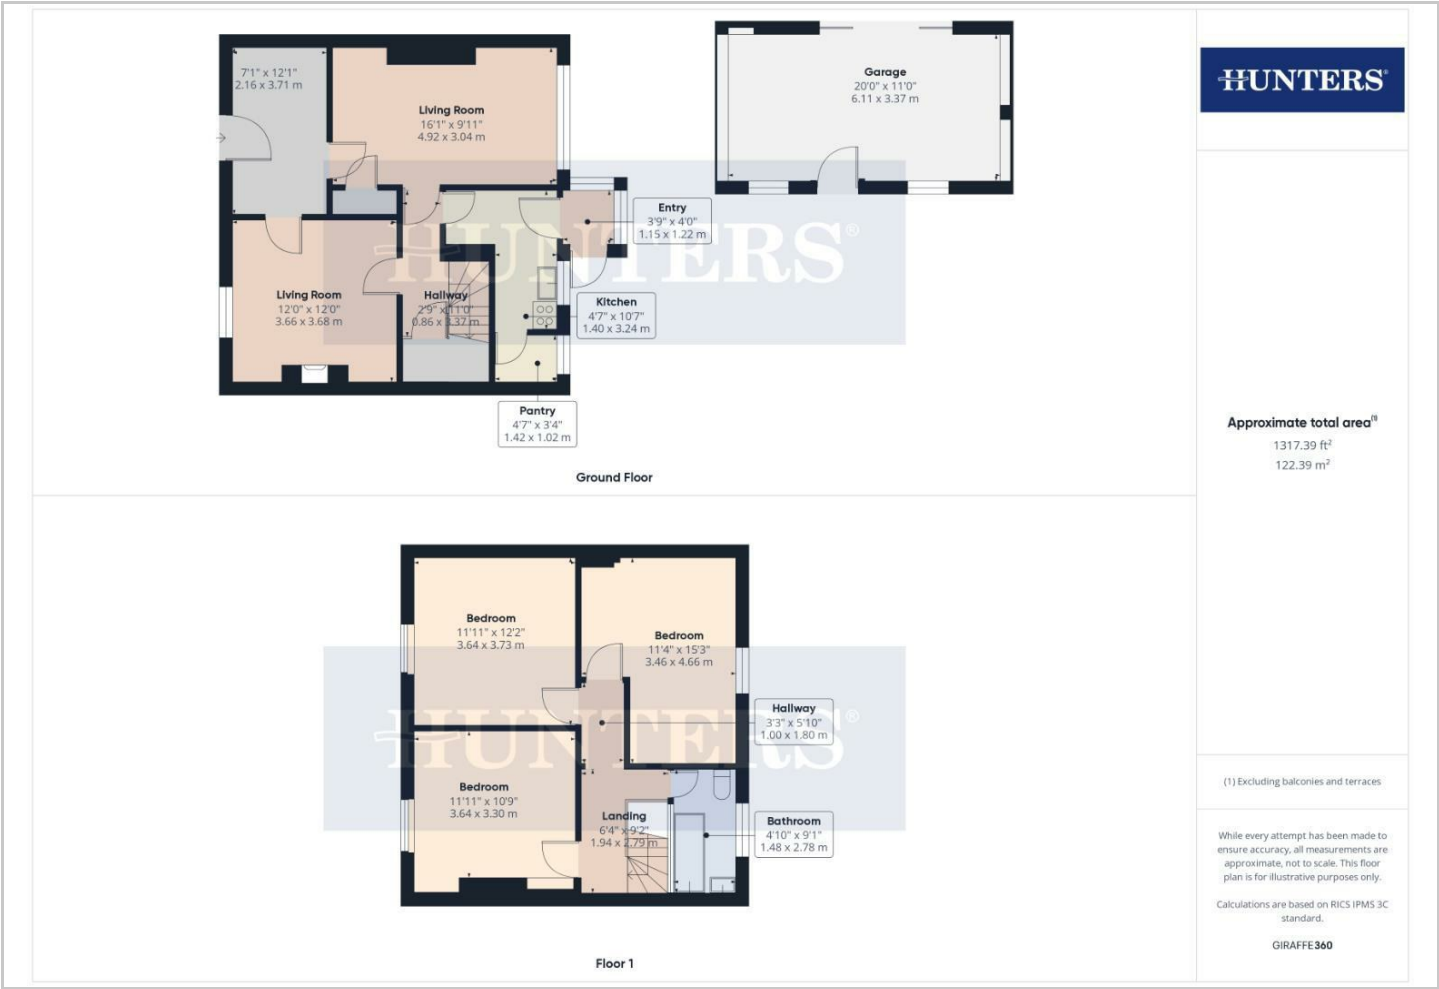 7'1" x 12'1"
2.16 x 3.71 m
Living Room
16'1" x 9'11"
4.92 x 3.04 m
Garage
20'0" x 11'0"
6.11 x 3.37 m
HUNTERS®
Entry
3'9" x 4'0"
1.15 x 1.22 m
HUNTERS®
Living Room
12'0" x 12'0"
3.66 x 3.68 m
Hallway
2'9" x 11'0"
0.86 x 3.37 m
Kitchen
4'7" x 10'7"
1.40 x 3.24 m
Pantry
4'7" x 3'4"
1.42 x 1.02 m
Ground Floor
Approximate total area(1)
1317.39 ft²
122.39 m²
Bedroom
11'11" x 12'2"
3.64 x 3.73 m
Bedroom
11'4" x 15'3"
3.46 x 4.66 m
Hallway
3'3" x 5'10"
1.00 x 1.80 m
HUNTERS®
Bedroom
11'11" x 10'9"
3.64 x 3.30 m
Landing
6'4" x 9'2"
1.94 x 2.79 m
Bathroom
4'10" x 9'1"
1.48 x 2.78 m
Floor 1
(1) Excluding balconies and terraces
While every attempt has been made to
ensure accuracy, all measurements are
approximate, not to scale. This floor
plan is for illustrative purposes only.
Calculations are based on RICS IPMS 3C
standard.
GIRAFFE360